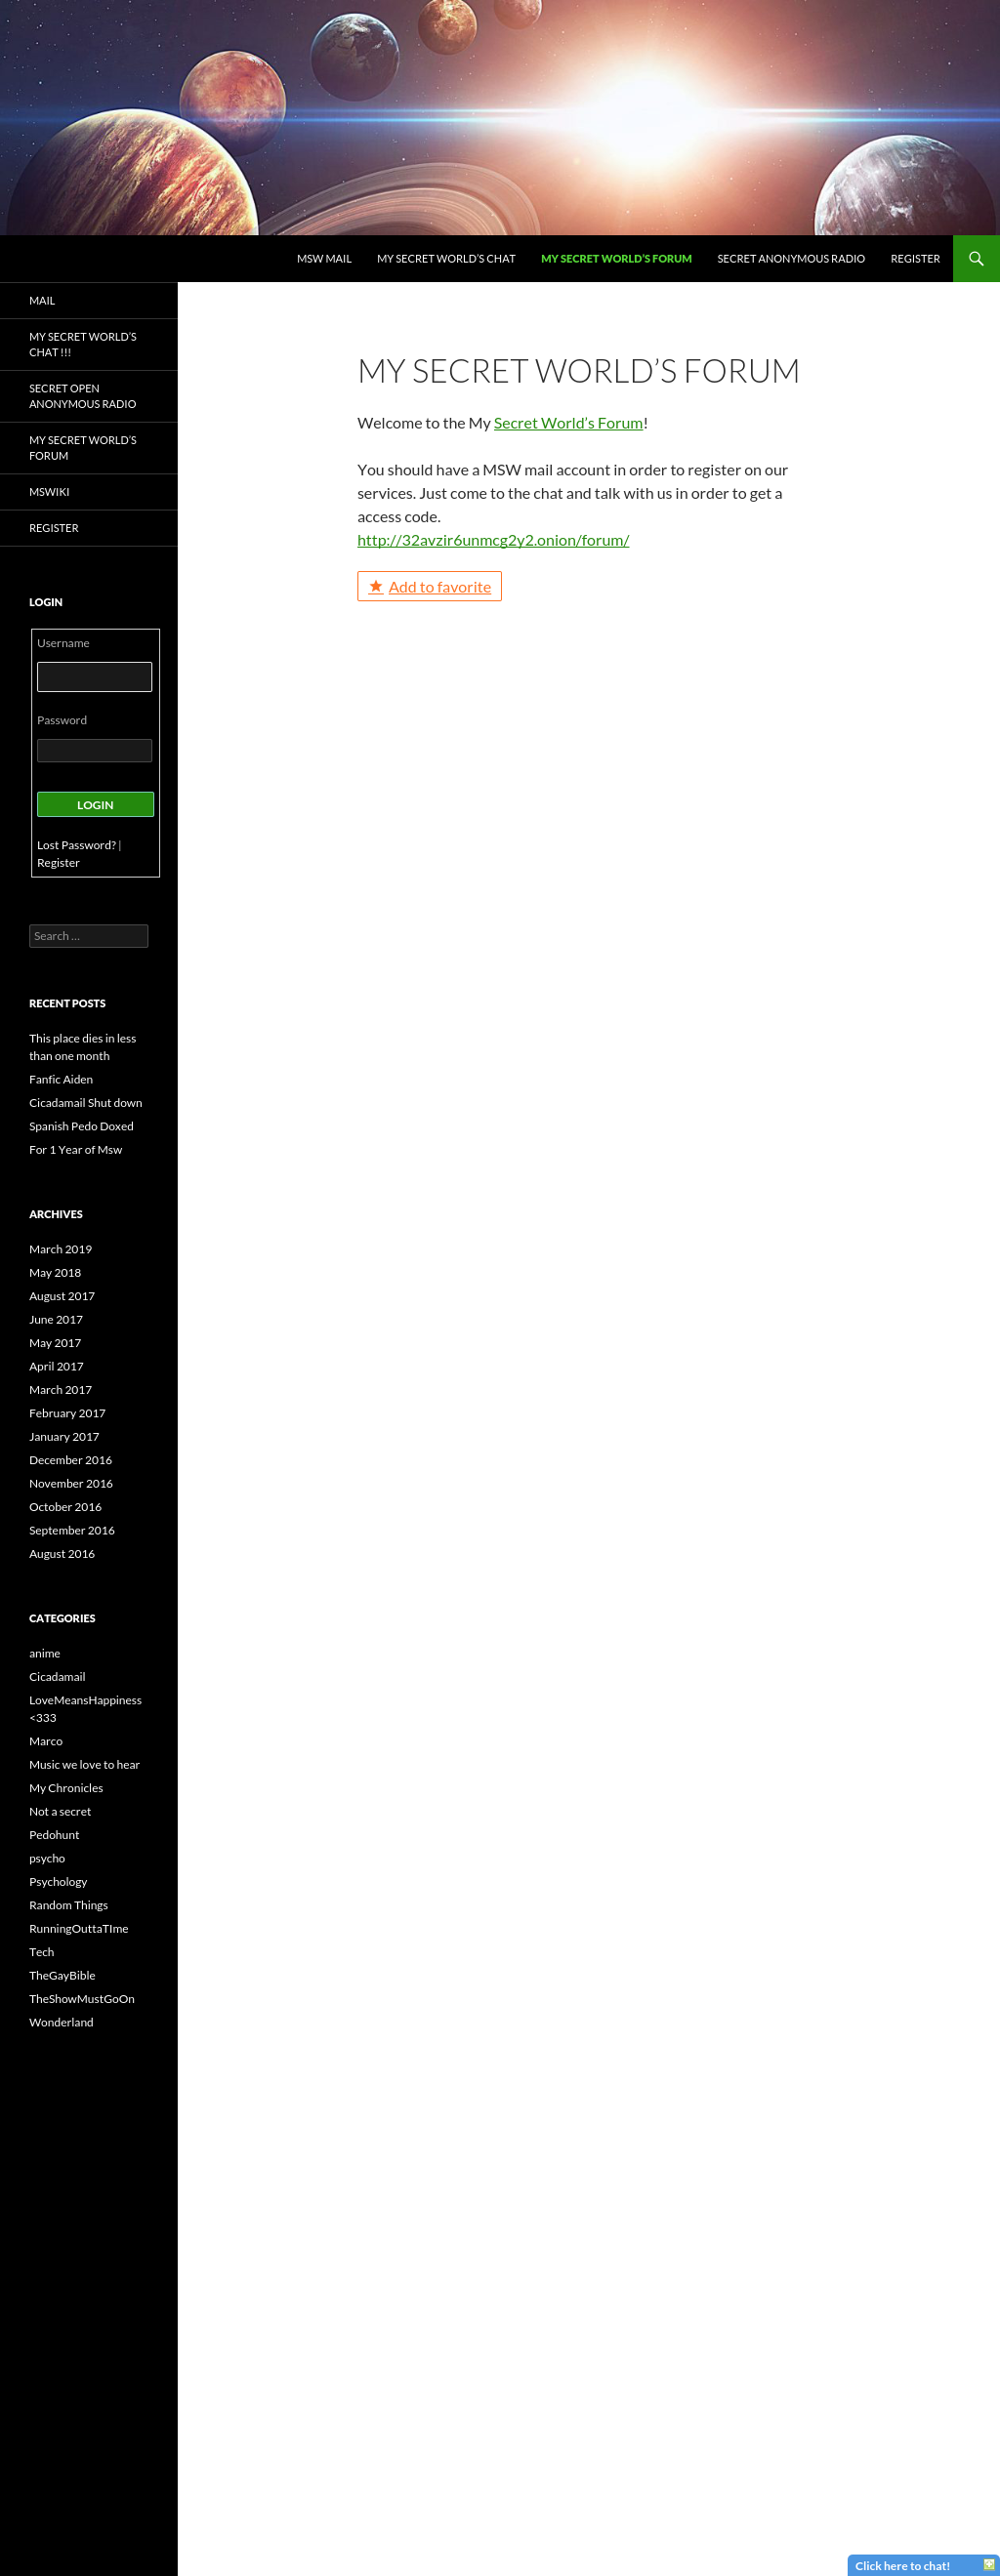 MSW MAIL
MY SECRET WORLD’S CHAT
MY SECRET WORLD’S FORUM
SECRET ANONYMOUS RADIO
REGISTER
MAIL
MY SECRET WORLD’S
CHAT !!!
SECRET OPEN
ANONYMOUS RADIO
MY SECRET WORLD’S
FORUM
MSWIKI
REGISTER
MY SECRET WORLD’S FORUM
Welcome to the My Secret World’s Forum!
You should have a MSW mail account in order to register on our
services. Just come to the chat and talk with us in order to get a
access code.
http://32avzir6unmcg2y2.onion/forum/
★ Add to favorite
LOGIN
Username
Password
LOGIN
Lost Password? |
Register
Search …
RECENT POSTS
This place dies in less
than one month
Fanfic Aiden
Cicadamail Shut down
Spanish Pedo Doxed
For 1 Year of Msw
ARCHIVES
March 2019
May 2018
August 2017
June 2017
May 2017
April 2017
March 2017
February 2017
January 2017
December 2016
November 2016
October 2016
September 2016
August 2016
CATEGORIES
anime
Cicadamail
LoveMeansHappiness
<333
Marco
Music we love to hear
My Chronicles
Not a secret
Pedohunt
psycho
Psychology
Random Things
RunningOuttaTIme
Tech
TheGayBible
TheShowMustGoOn
Wonderland
Click here to chat!